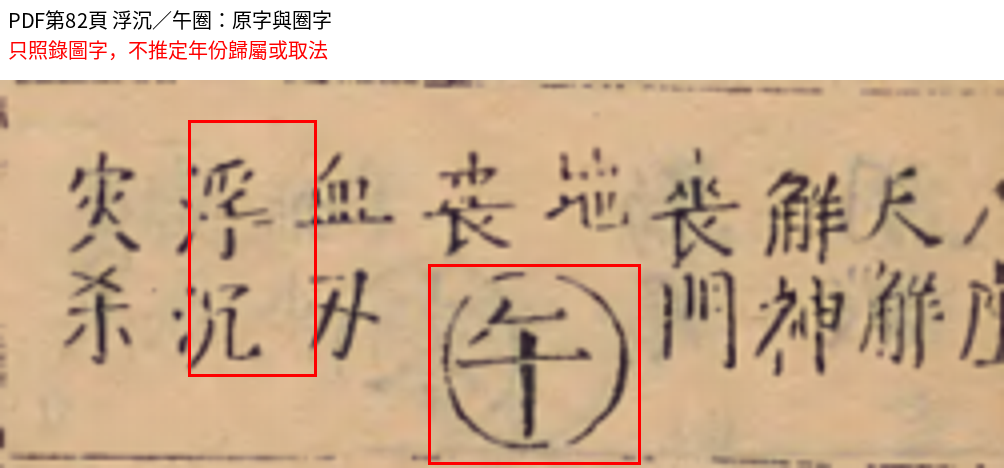 PDF第82頁 浮沉／午圈：原字與圈字
只照錄圖字，不推定年份歸屬或取法
天解
解神
喪門
地喪
午
血刃
浮沉
灾杀